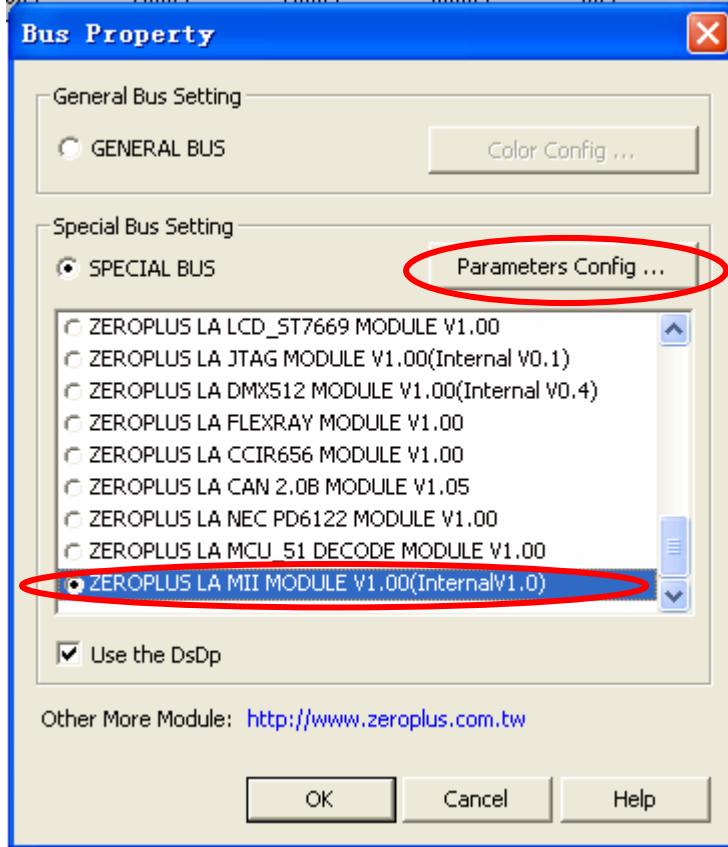 Bus Property
General Bus Setting
GENERAL BUS
Color Config ...
Special Bus Setting
SPECIAL BUS
Parameters Config ...
ZEROPLUS LA LCD_ST7669 MODULE V1.00
ZEROPLUS LA JTAG MODULE V1.00(Internal V0.1)
ZEROPLUS LA DMX512 MODULE V1.00(Internal V0.4)
ZEROPLUS LA FLEXRAY MODULE V1.00
ZEROPLUS LA CCIR656 MODULE V1.00
ZEROPLUS LA CAN 2.0B MODULE V1.05
ZEROPLUS LA NEC PD6122 MODULE V1.00
ZEROPLUS LA MCU_51 DECODE MODULE V1.00
ZEROPLUS LA MII MODULE V1.00(InternalV1.0)
Use the DsDp
Other More Module: http://www.zeroplus.com.tw
OK
Cancel
Help